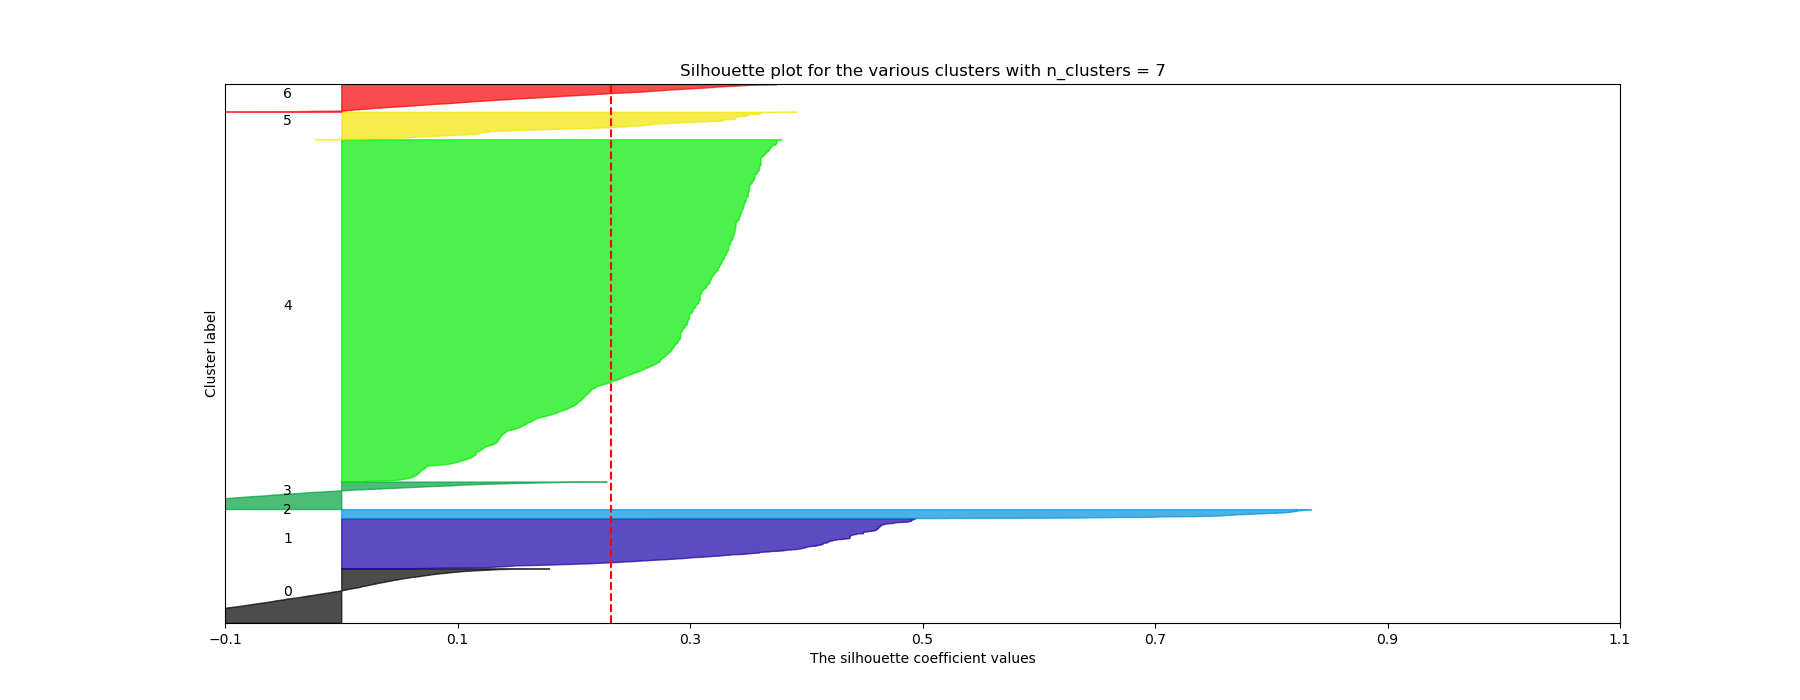 Silhouette plot for the various clusters with n_clusters = 7
6
5
4
3
2
1
0
Cluster label
−0.1 0.1 0.3 0.5 0.7 0.9 1.1
The silhouette coefficient values